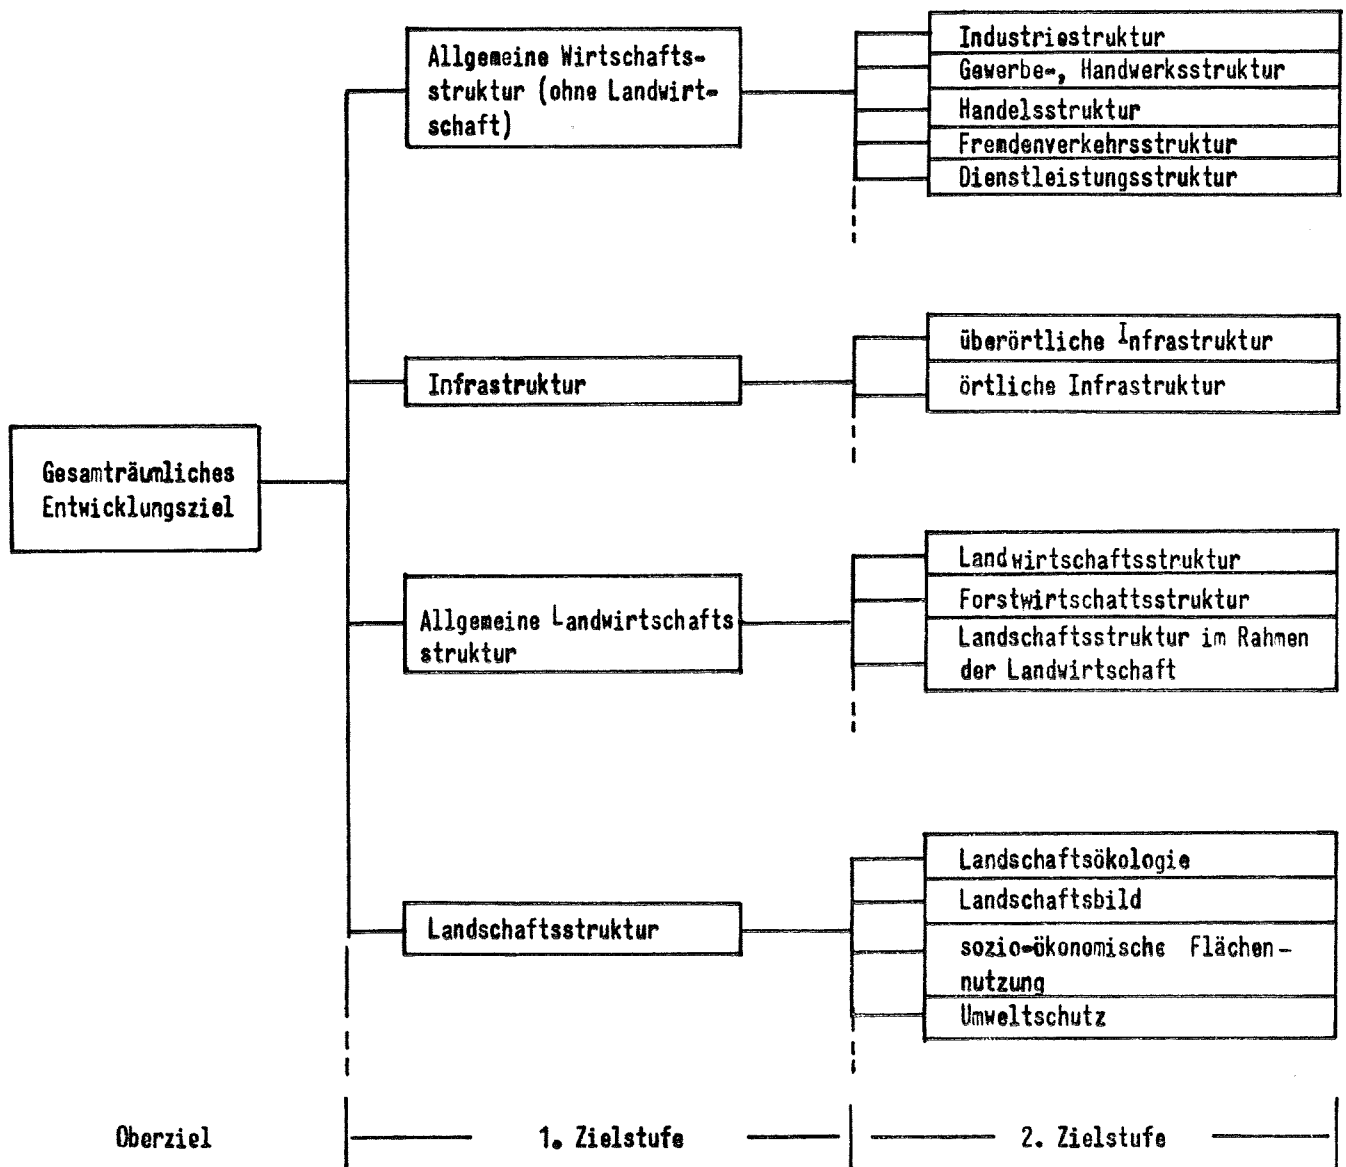 Allgemeine Wirtschafts-
struktur (ohne Landwirt-
schaft)
Industriestruktur
Gewerbe-, Handwerksstruktur
Handelsstruktur
Fremdenverkehrsstruktur
Dienstleistungsstruktur
Infrastruktur
überörtliche Infrastruktur
örtliche Infrastruktur
Gesamträumliches
Entwicklungsziel
Allgemeine Landwirtschafts
struktur
Landwirtschaftsstruktur
Forstwirtschattsstruktur
Landschaftsstruktur im Rahmen
der Landwirtschaft
Landschaftsstruktur
Landschaftsökologie
Landschaftsbild
sozio-ökonomische Flächen-
nutzung
Umweltschutz
Oberziel
1. Zielstufe
2. Zielstufe